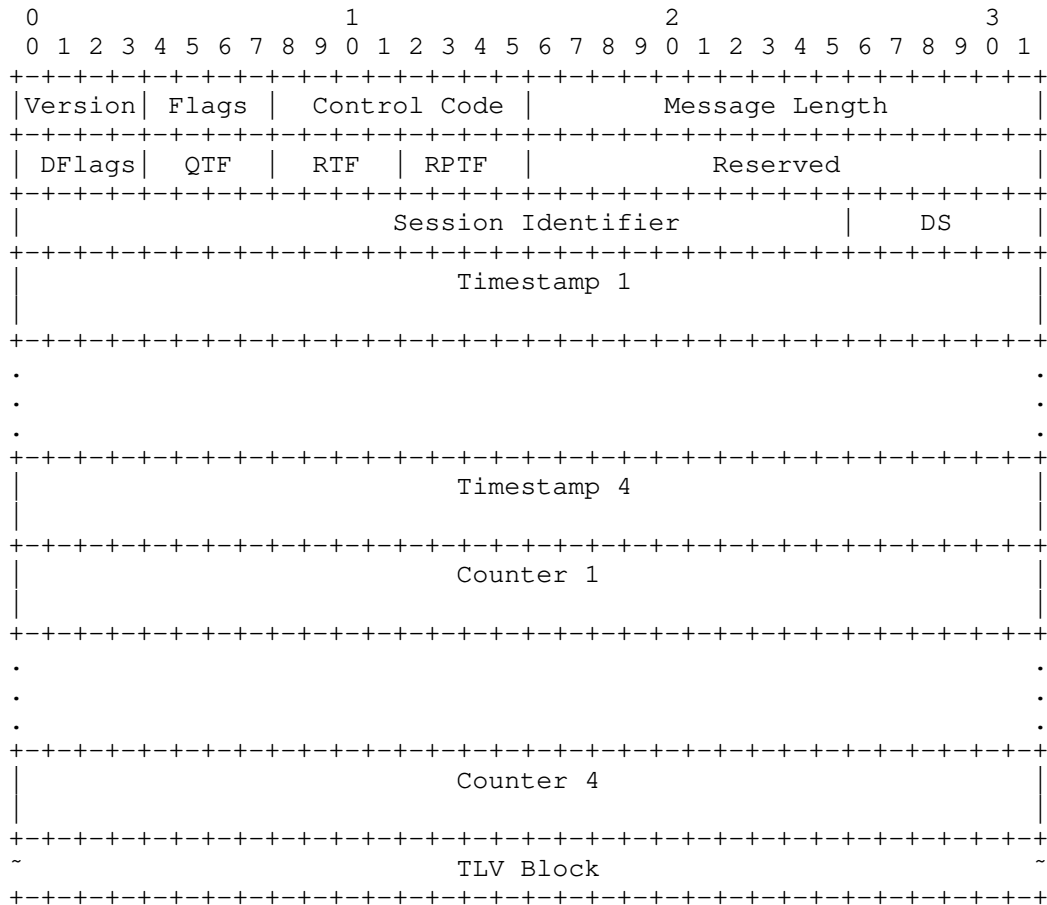 0                   1                   2                   3
 0 1 2 3 4 5 6 7 8 9 0 1 2 3 4 5 6 7 8 9 0 1 2 3 4 5 6 7 8 9 0 1
+-+-+-+-+-+-+-+-+-+-+-+-+-+-+-+-+-+-+-+-+-+-+-+-+-+-+-+-+-+-+-+-+
|Version| Flags |  Control Code |        Message Length         |
+-+-+-+-+-+-+-+-+-+-+-+-+-+-+-+-+-+-+-+-+-+-+-+-+-+-+-+-+-+-+-+-+
| DFlags|  QTF  |  RTF  | RPTF  |           Reserved            |
+-+-+-+-+-+-+-+-+-+-+-+-+-+-+-+-+-+-+-+-+-+-+-+-+-+-+-+-+-+-+-+-+
|                       Session Identifier          |    DS     |
+-+-+-+-+-+-+-+-+-+-+-+-+-+-+-+-+-+-+-+-+-+-+-+-+-+-+-+-+-+-+-+-+
|                           Timestamp 1                         |
|                                                               |
+-+-+-+-+-+-+-+-+-+-+-+-+-+-+-+-+-+-+-+-+-+-+-+-+-+-+-+-+-+-+-+-+
.                                                               .
.                                                               .
.                                                               .
+-+-+-+-+-+-+-+-+-+-+-+-+-+-+-+-+-+-+-+-+-+-+-+-+-+-+-+-+-+-+-+-+
|                           Timestamp 4                         |
|                                                               |
+-+-+-+-+-+-+-+-+-+-+-+-+-+-+-+-+-+-+-+-+-+-+-+-+-+-+-+-+-+-+-+-+
|                           Counter 1                           |
|                                                               |
+-+-+-+-+-+-+-+-+-+-+-+-+-+-+-+-+-+-+-+-+-+-+-+-+-+-+-+-+-+-+-+-+
.                                                               .
.                                                               .
.                                                               .
+-+-+-+-+-+-+-+-+-+-+-+-+-+-+-+-+-+-+-+-+-+-+-+-+-+-+-+-+-+-+-+-+
|                           Counter 4                           |
|                                                               |
+-+-+-+-+-+-+-+-+-+-+-+-+-+-+-+-+-+-+-+-+-+-+-+-+-+-+-+-+-+-+-+-+
~                           TLV Block                           ~
+-+-+-+-+-+-+-+-+-+-+-+-+-+-+-+-+-+-+-+-+-+-+-+-+-+-+-+-+-+-+-+-+